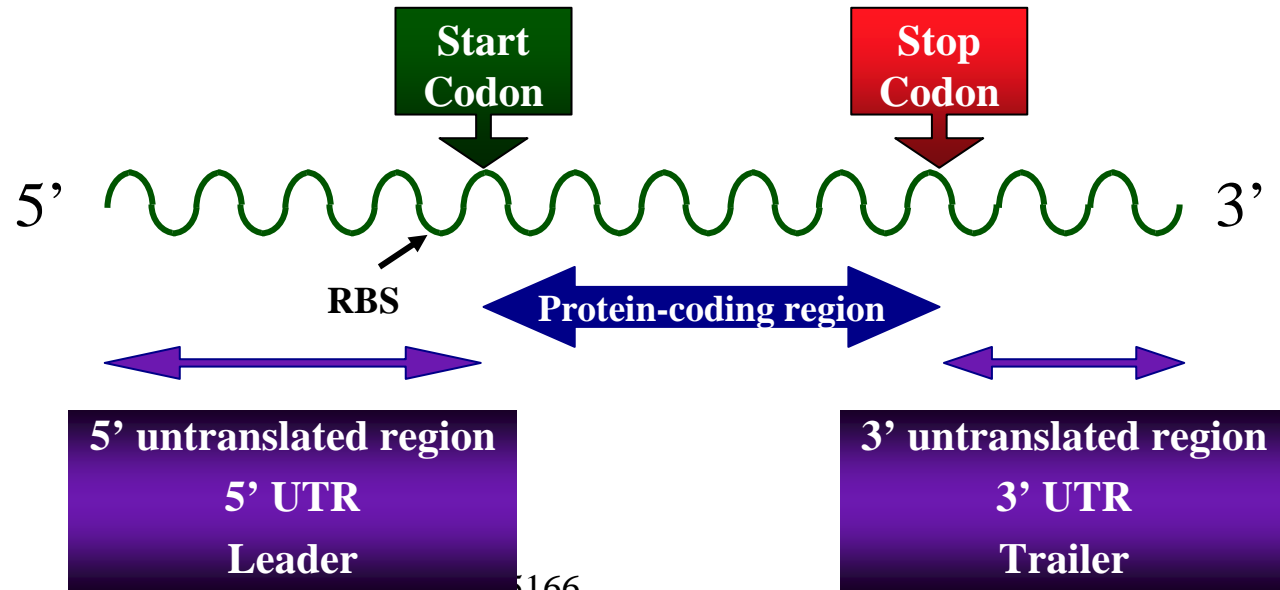 Start
Codon
Stop
Codon
5’
3’
RBS
Protein-coding region
5’ untranslated region
5’ UTR
Leader
3’ untranslated region
3’ UTR
Trailer
5166